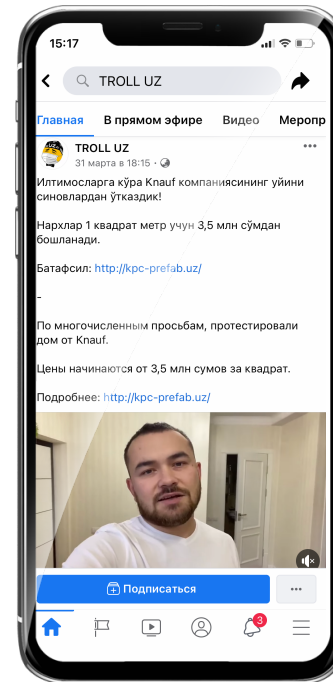 15:17
TROLL UZ
Главная В прямом эфире Видео Меропр
TROLL UZ
31 марта в 18:15 ·
Илтимосларга кўра Knauf компаниясининг уйини
синовлардан ўтказдик!
Нархлар 1 квадрат метр учун 3,5 млн сўмдан
бошланади.
Батафсил: http://kpc-prefab.uz/
-
По многочисленным просьбам, протестировали
дом от Knauf.
Цены начинаются от 3,5 млн сумов за квадрат.
Подробнее: http://kpc-prefab.uz/
Подписаться
3